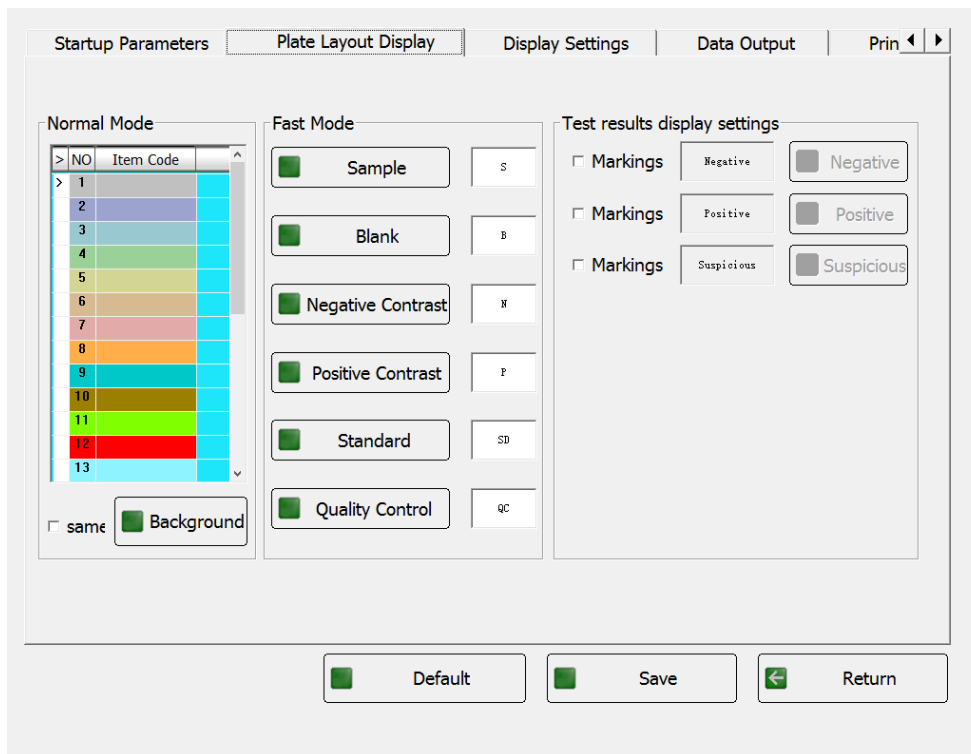 Startup Parameters
Plate Layout Display
Display Settings
Data Output
Prin
Normal Mode
> NO Item Code
> 1
2
3
4
5
6
7
8
9
10
11
12
13
same
Background
Fast Mode
Sample S
Blank B
Negative Contrast N
Positive Contrast P
Standard SD
Quality Control QC
Test results display settings
Markings Negative Negative
Markings Positive Positive
Markings Suspicious Suspicious
Default
Save
Return